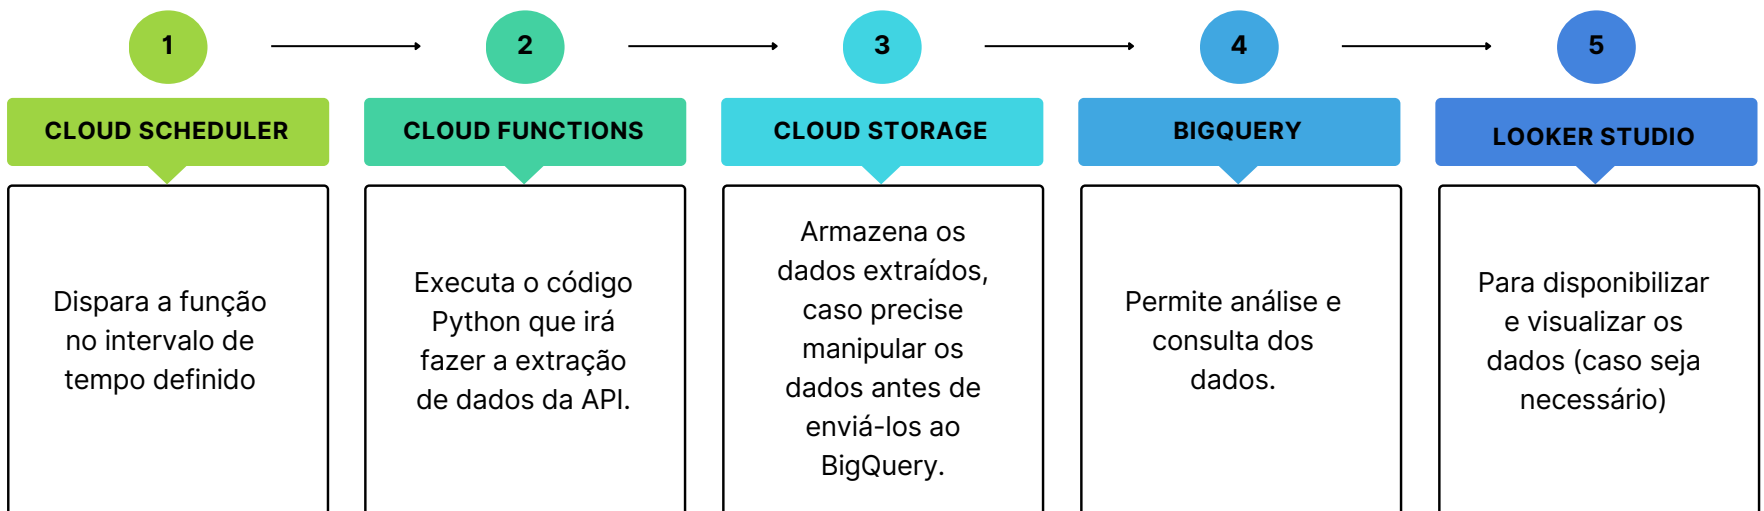 1
2
3
4
5
CLOUD SCHEDULER
CLOUD FUNCTIONS
CLOUD STORAGE
BIGQUERY
LOOKER STUDIO
Dispara a função
no intervalo de
tempo definido
Executa o código
Python que irá
fazer a extração
de dados da API.
Armazena os
dados extraídos,
caso precise
manipular os
dados antes de
enviá-los ao
BigQuery.
Permite análise e
consulta dos
dados.
Para disponibilizar
e visualizar os
dados (caso seja
necessário)